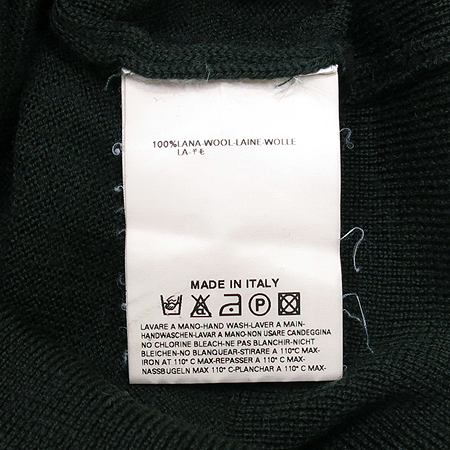 100%LANA-WOOL-LAINE-WOLLE
LA-ウモ
MADE IN ITALY
P
LAVARE A MANO-HAND WASH-LAVER A MAIN-
HANDWASCHEN-LAVAR A MANO-NON USARE CANDEGGINA
NO CHLORINE BLEACH-NE PAS BLANCHIR-NICHT
BLEICHEN-NO BLANQUEAR-STIRARE A 110°C MAX-
IRON AT 110° C MAX-REPASSER A 110° C MAX-
NASSBUGELN MAX 110° C-PLANCHAR A 110° C MAX-